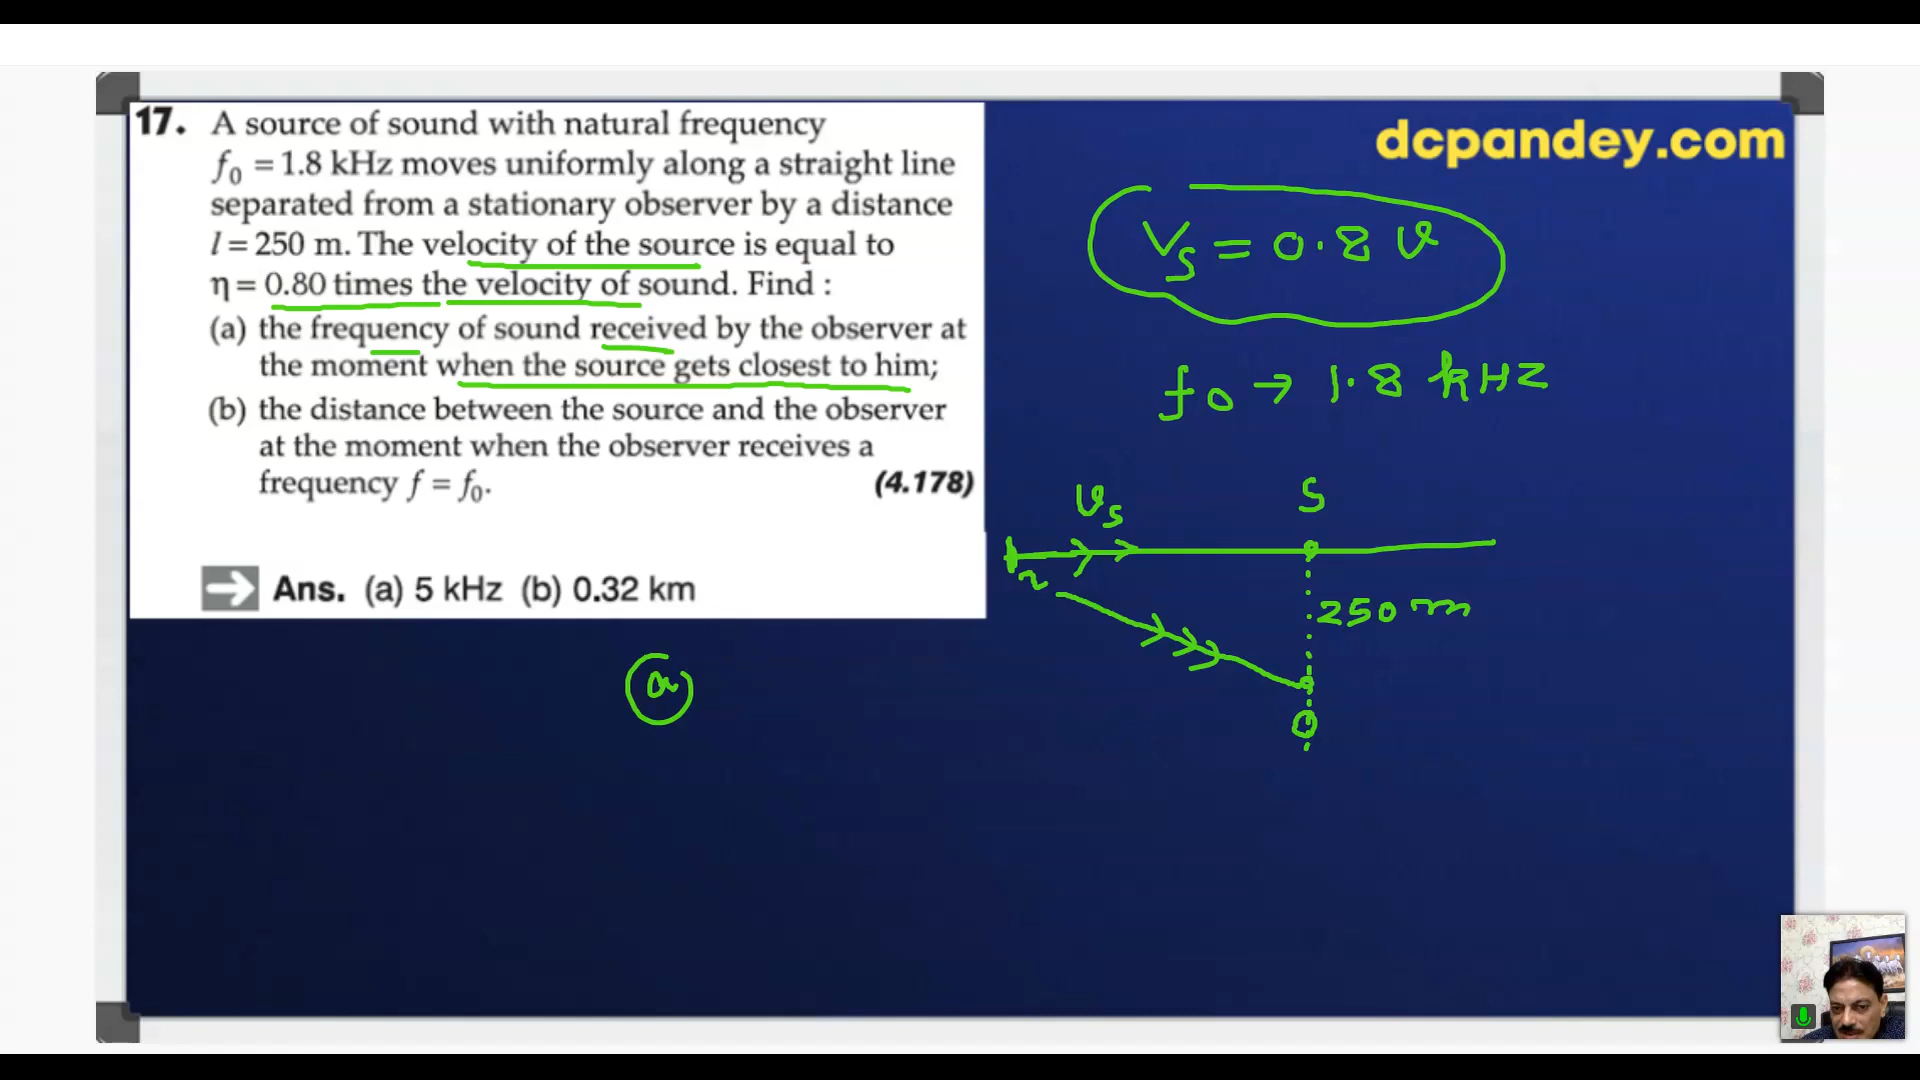 17. A source of sound with natural frequency
f₀ = 1.8 kHz moves uniformly along a straight line
separated from a stationary observer by a distance
l = 250 m. The velocity of the source is equal to
η = 0.80 times the velocity of sound. Find :
(a) the frequency of sound received by the observer at
the moment when the source gets closest to him;
(b) the distance between the source and the observer
at the moment when the observer receives a
frequency f = f₀. (4.178)
Ans. (a) 5 kHz (b) 0.32 km
dcpandey.com
Vs = 0.8 v
f0 → 1.8 kHz
vs
S
250 m
O
a